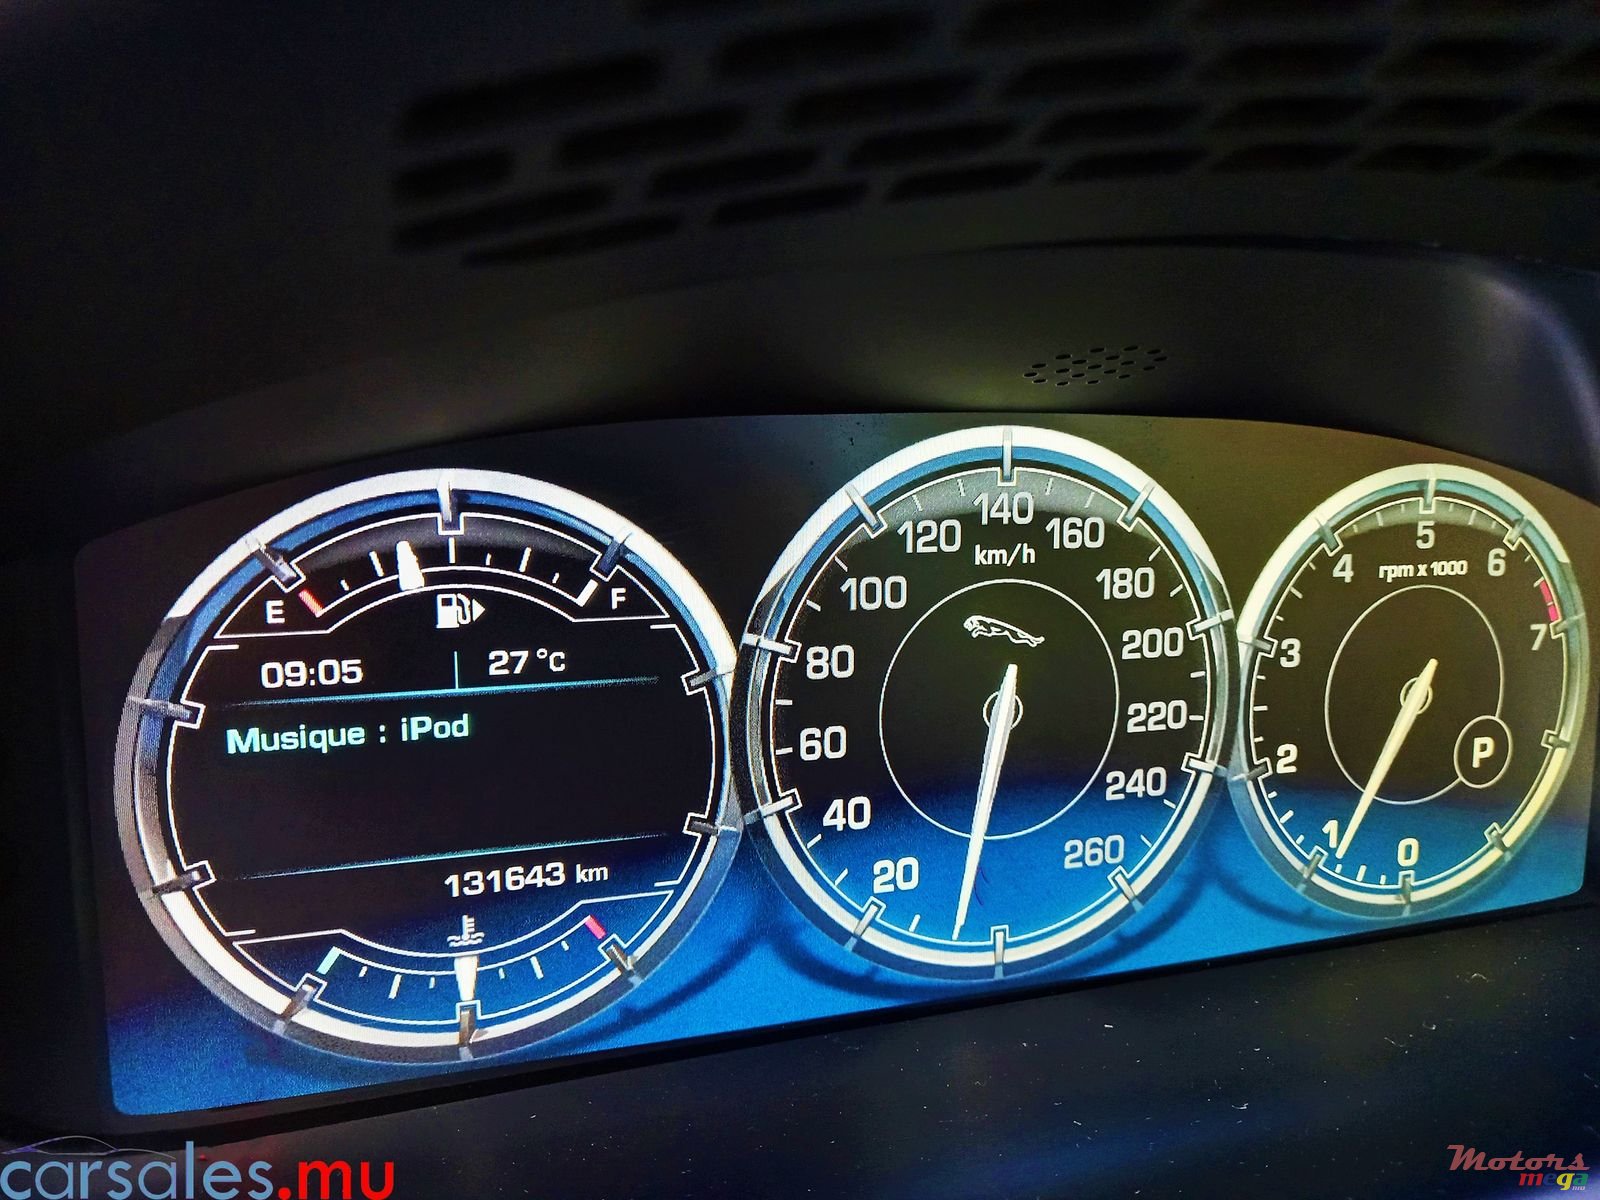 E F
09:05 27 °C
Musique : iPod
131643 km
20 40 60 80 100 120 140 160 180 200 220 240 260
km/h
0 1 2 3 4 5 6 7
rpm x 1000
P
carsales.mu
Motors
mega.mu